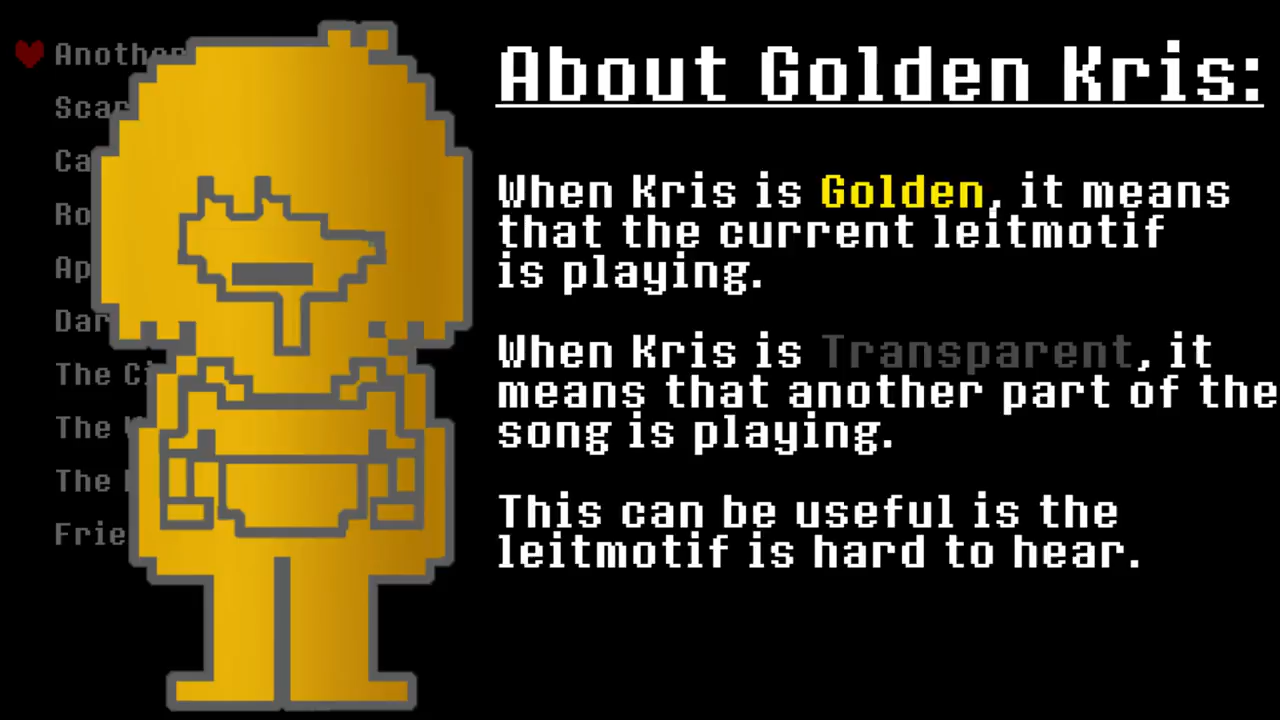 About Golden Kris:
When Kris is Golden, it means
that the current leitmotif
is playing.
When Kris is Transparent, it
means that another part of the
song is playing.
This can be useful is the
leitmotif is hard to hear.
The
The
The